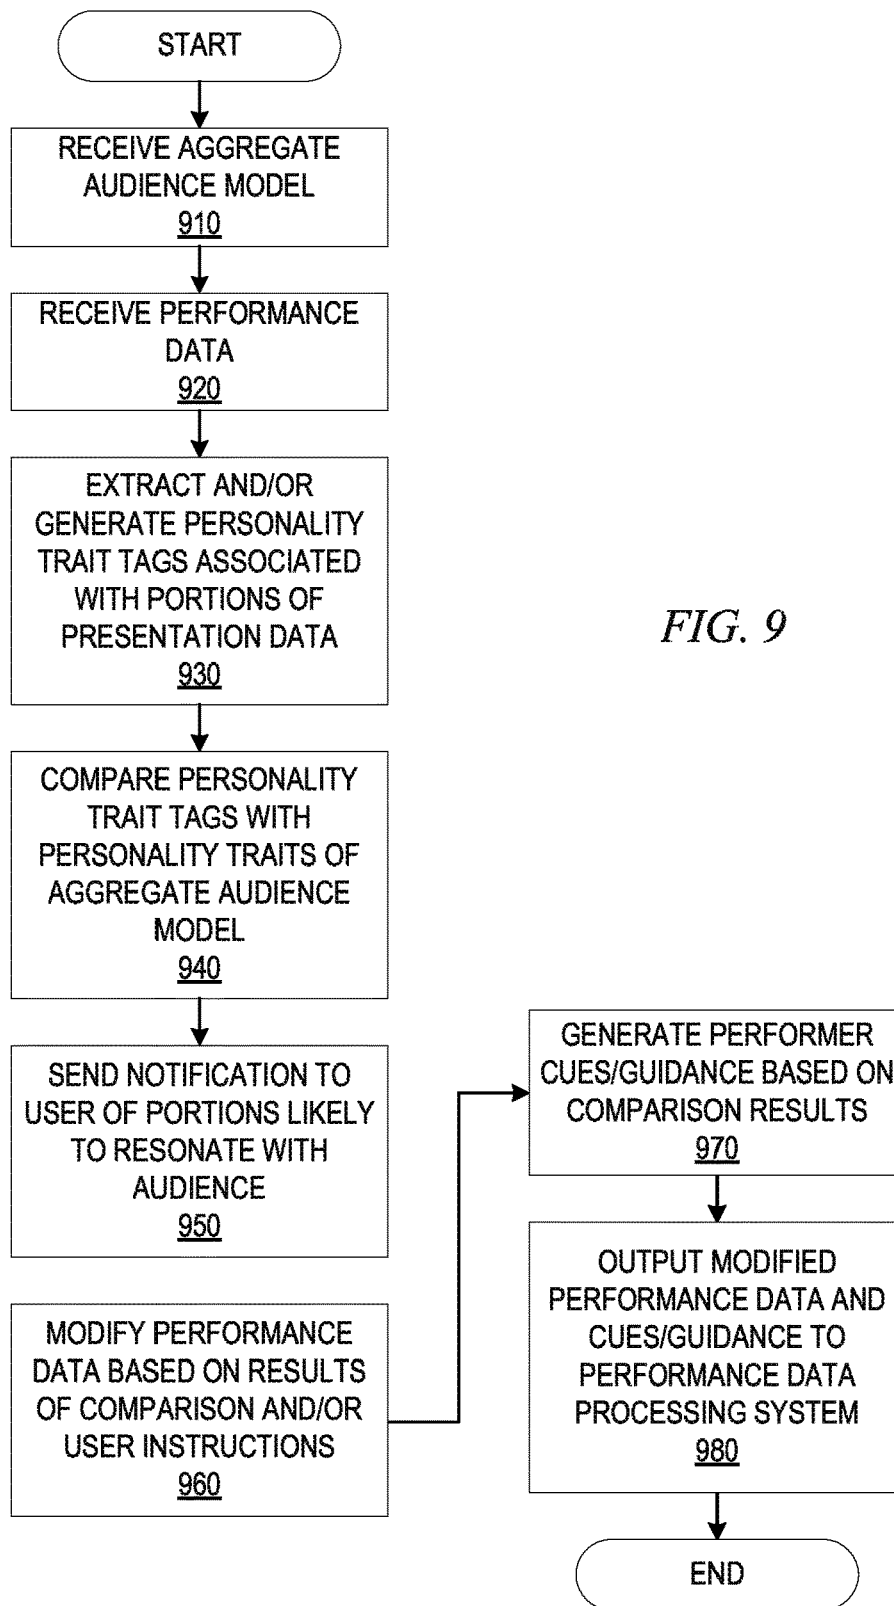 START
RECEIVE AGGREGATE
AUDIENCE MODEL
910
RECEIVE PERFORMANCE
DATA
920
EXTRACT AND/OR
GENERATE PERSONALITY
TRAIT TAGS ASSOCIATED
WITH PORTIONS OF
PRESENTATION DATA
930
COMPARE PERSONALITY
TRAIT TAGS WITH
PERSONALITY TRAITS OF
AGGREGATE AUDIENCE
MODEL
940
SEND NOTIFICATION TO
USER OF PORTIONS LIKELY
TO RESONATE WITH
AUDIENCE
950
MODIFY PERFORMANCE
DATA BASED ON RESULTS
OF COMPARISON AND/OR
USER INSTRUCTIONS
960
GENERATE PERFORMER
CUES/GUIDANCE BASED ON
COMPARISON RESULTS
970
OUTPUT MODIFIED
PERFORMANCE DATA AND
CUES/GUIDANCE TO
PERFORMANCE DATA
PROCESSING SYSTEM
980
END
FIG. 9